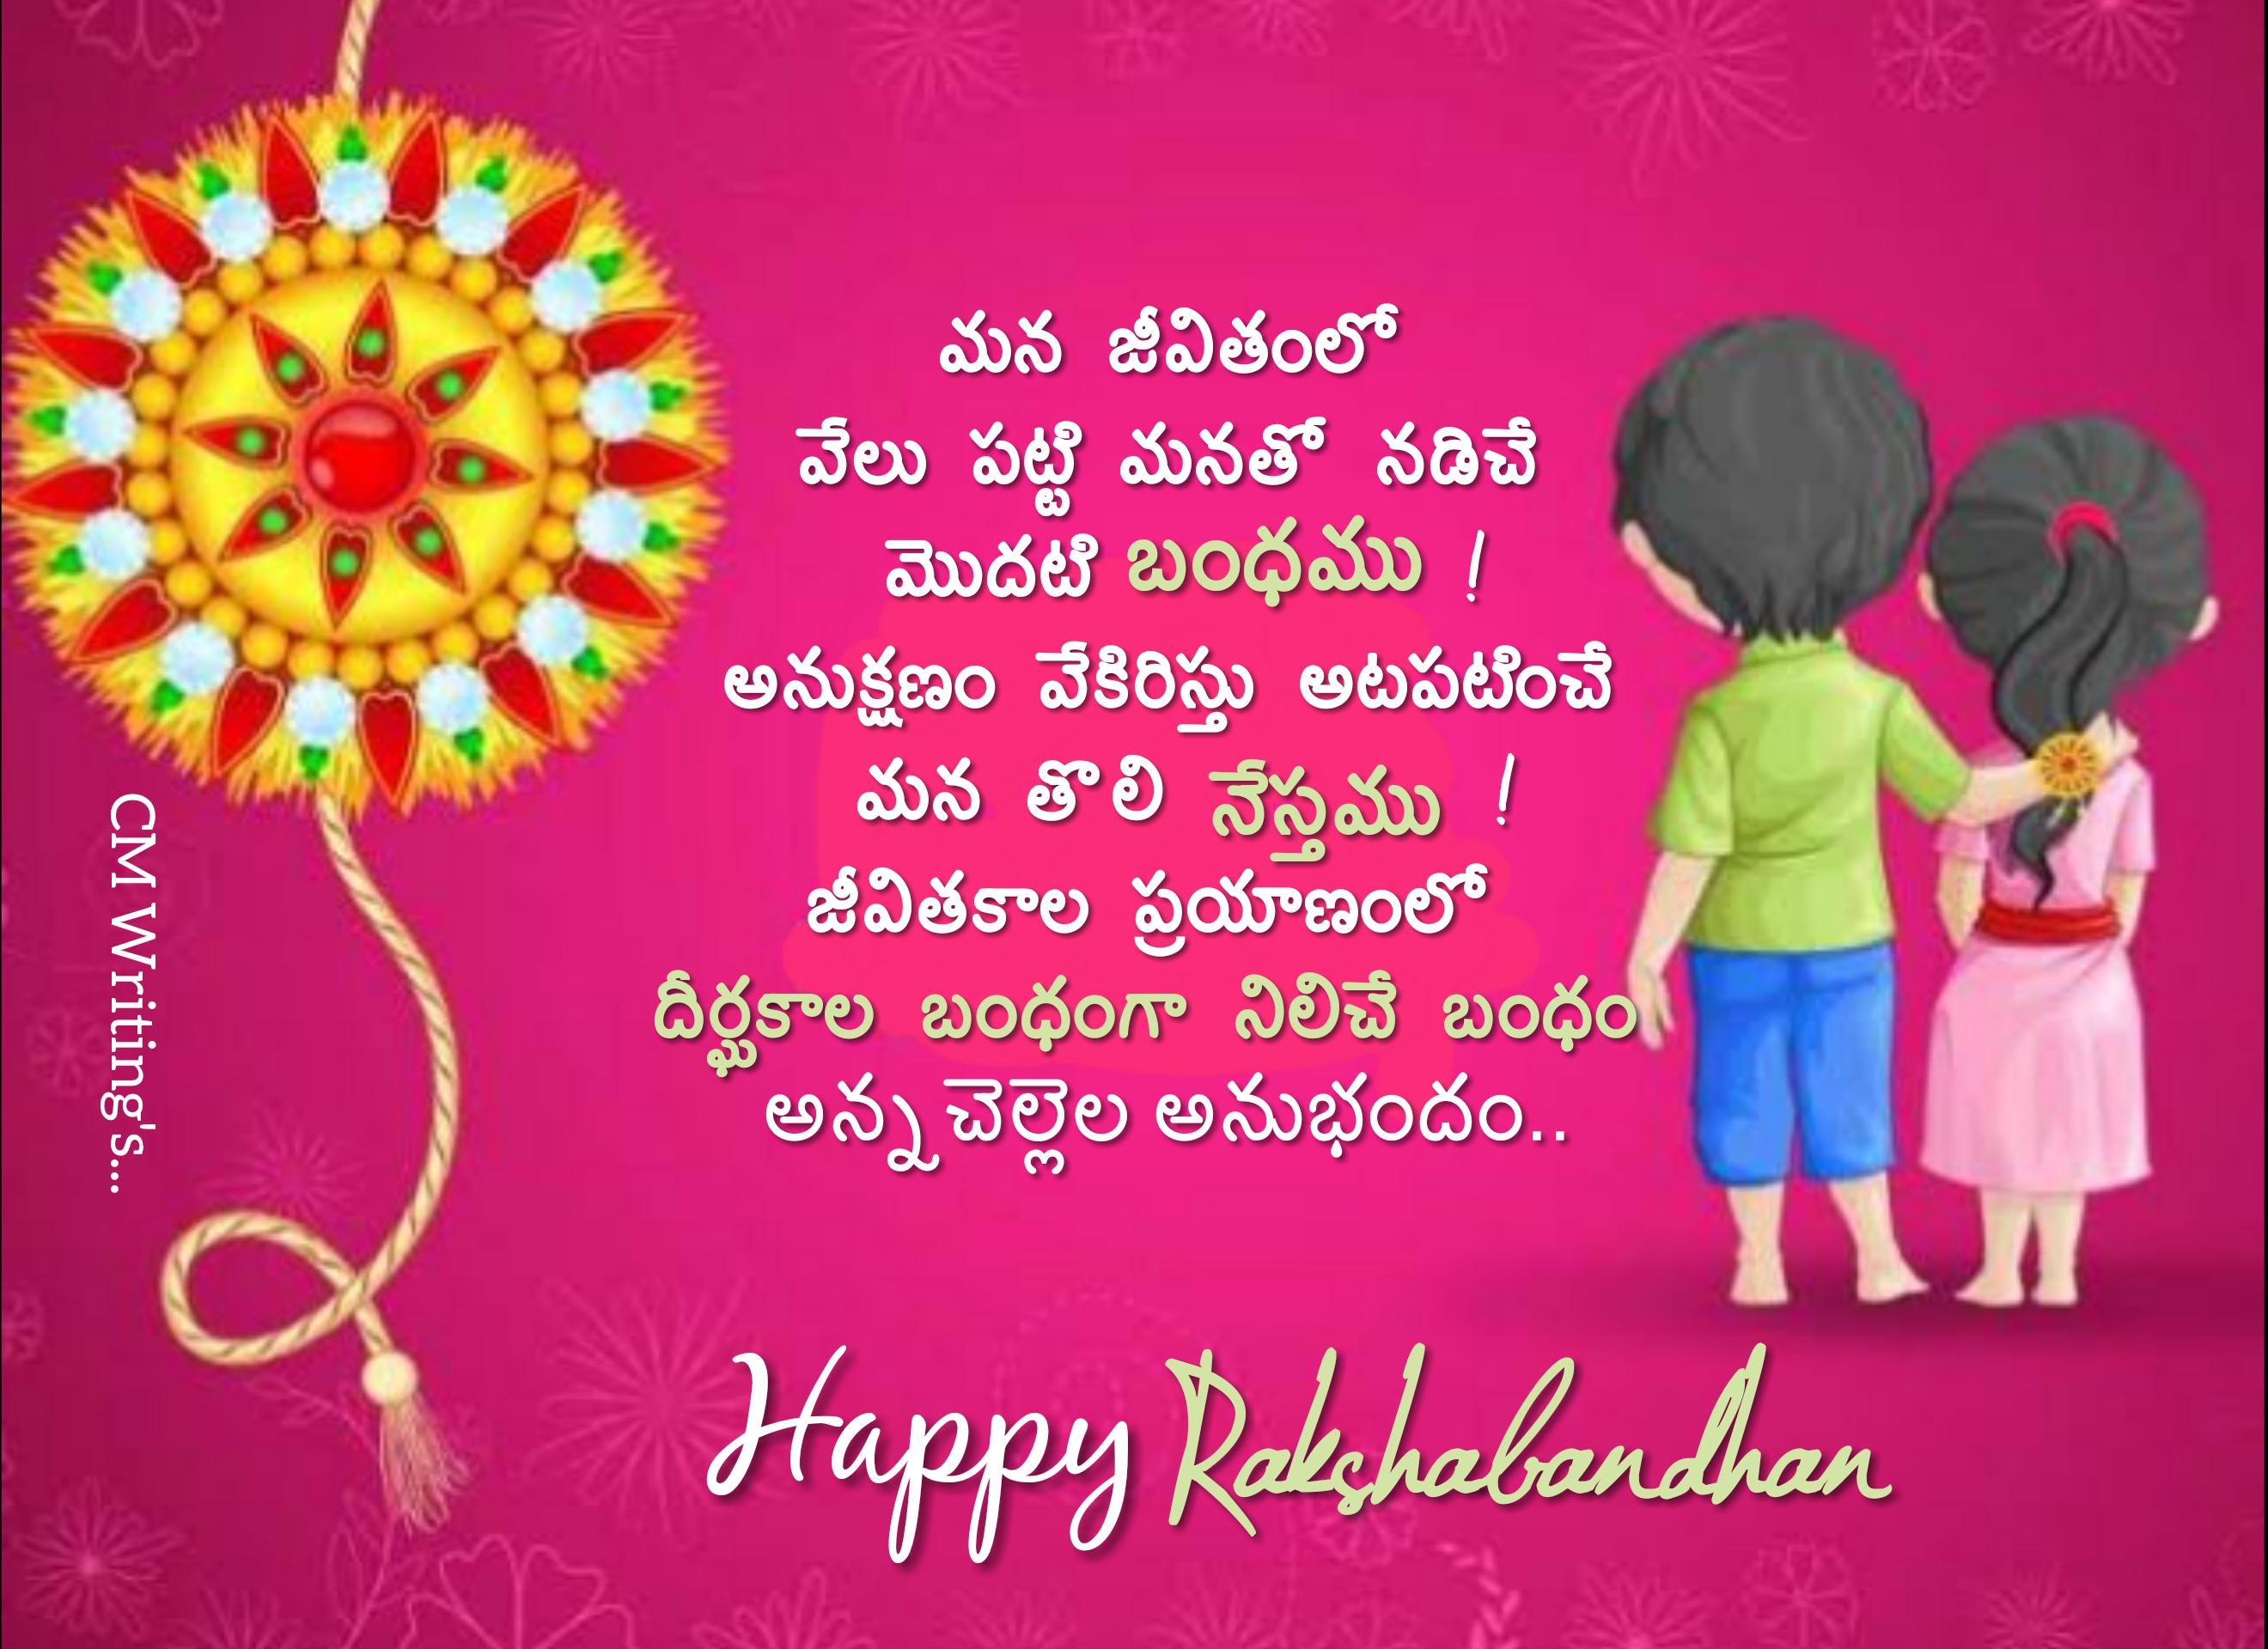 మన జీవితంలో
వేలు పట్టి మనతో నడిచే
మొదటి బంధము !
అనుక్షణం వేకిరిస్తు అటపటించే
మన తొలి నేస్తము !
జీవితకాల ప్రయాణంలో
దీర్ఘకాల బంధంగా నిలిచే బంధం
అన్న చెల్లెల అనుభందం..
Happy Rakshabandhan
CM Writing's...